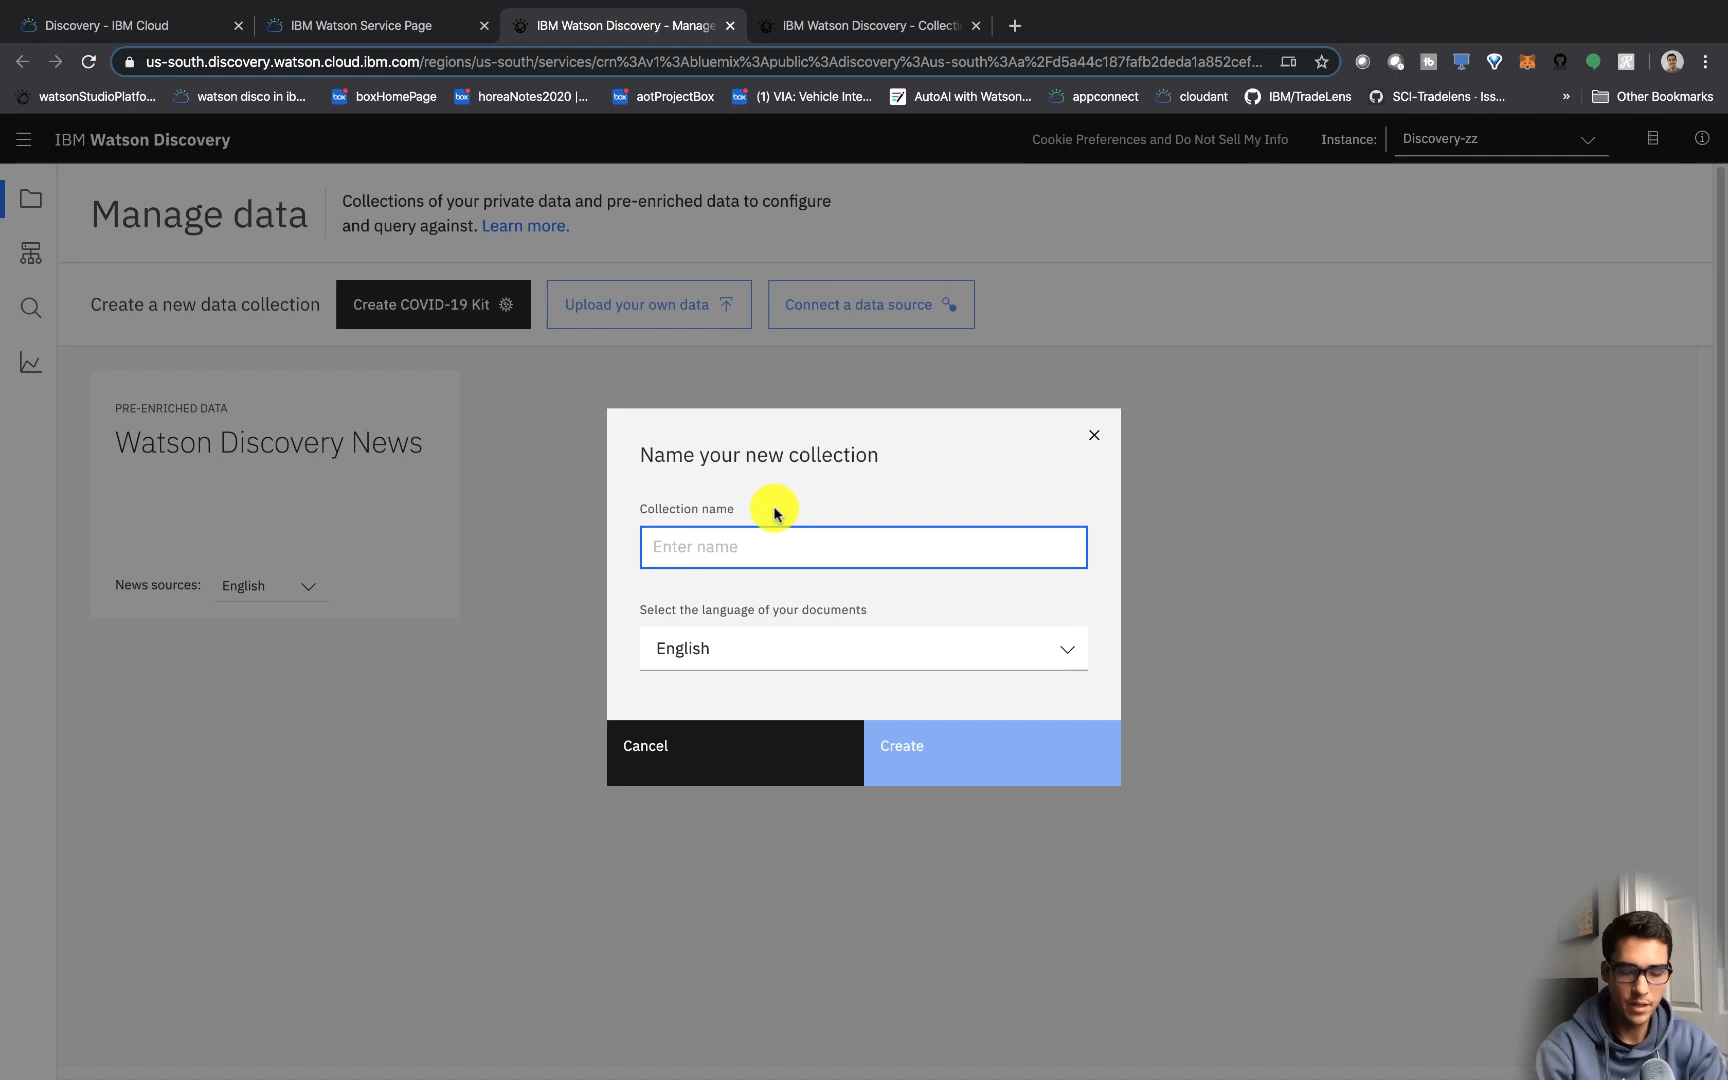 Discovery - IBM Cloud
IBM Watson Service Page
IBM Watson Discovery - Manage
IBM Watson Discovery - Collecti
us-south.discovery.watson.cloud.ibm.com/regions/us-south/services/crn%3Av1%3Abluemix%3Apublic%3Adiscovery%3Aus-south%3Aa%2Fd5a44c187fafb2deda1a852cef...
watsonStudioPlatfo...
watson disco in ib...
box boxHomePage
box horeaNotes2020 |...
box aotProjectBox
box (1) VIA: Vehicle Inte...
AutoAI with Watson...
appconnect
cloudant
IBM/TradeLens
SCI-Tradelens · Iss...
»
Other Bookmarks
IBM Watson Discovery
Cookie Preferences and Do Not Sell My Info
Instance:
Discovery-zz
Manage data
Collections of your private data and pre-enriched data to configure
and query against. Learn more.
Create a new data collection
Create COVID-19 Kit
Upload your own data
Connect a data source
PRE-ENRICHED DATA
Watson Discovery News
News sources: English
Name your new collection
Collection name
Enter name
Select the language of your documents
English
Cancel
Create